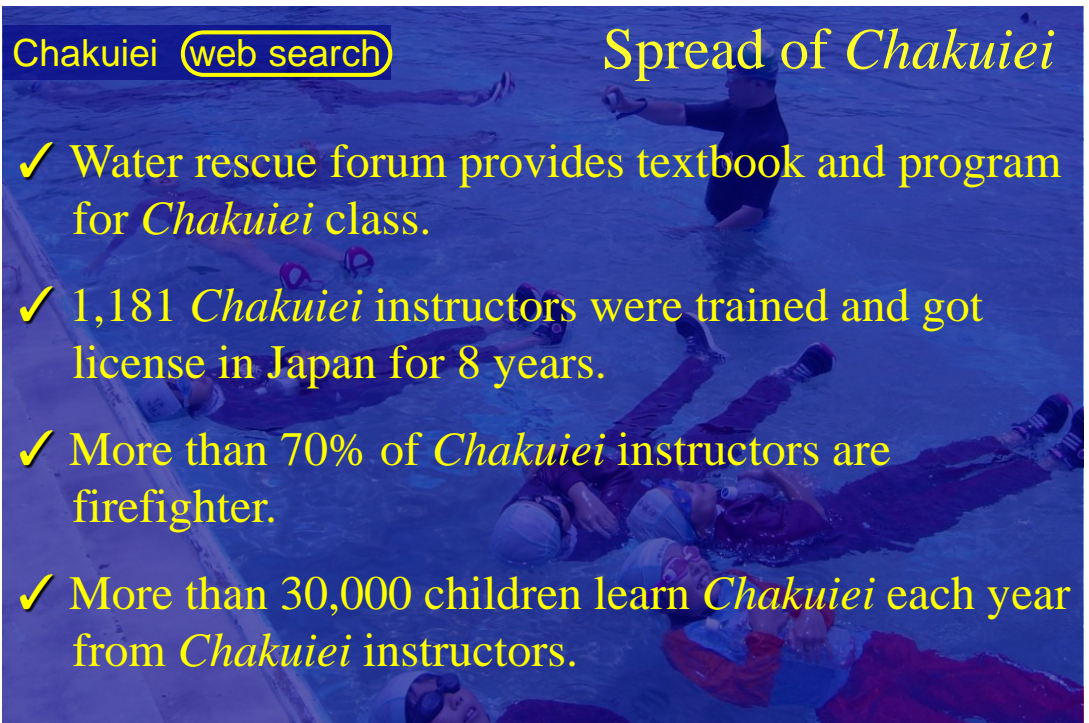 Chakuiei web search
Spread of Chakuiei
✓ Water rescue forum provides textbook and program
for Chakuiei class.
✓ 1,181 Chakuiei instructors were trained and got
license in Japan for 8 years.
✓ More than 70% of Chakuiei instructors are
firefighter.
✓ More than 30,000 children learn Chakuiei each year
from Chakuiei instructors.